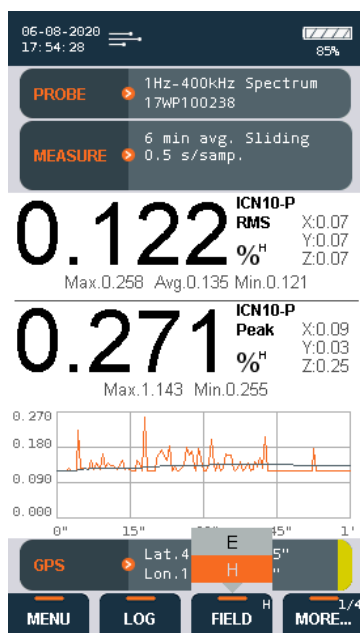 06-08-2020
17:54:28
85%
PROBE
1Hz-400kHz Spectrum
17WP100238
MEASURE
6 min avg. Sliding
0.5 s/samp.
0.122
ICN10-P
RMS
%H
X:0.07
Y:0.07
Z:0.07
Max.0.258 Avg.0.135 Min.0.121
0.271
ICN10-P
Peak
%H
X:0.09
Y:0.03
Z:0.25
Max.1.143 Min.0.255
0.270
0.180
0.090
0.000
0" 15" 45" 1'
E
H
GPS
Lat.4 5"
Lon.1 "
MENU
LOG
FIELD H
MORE... 1/4